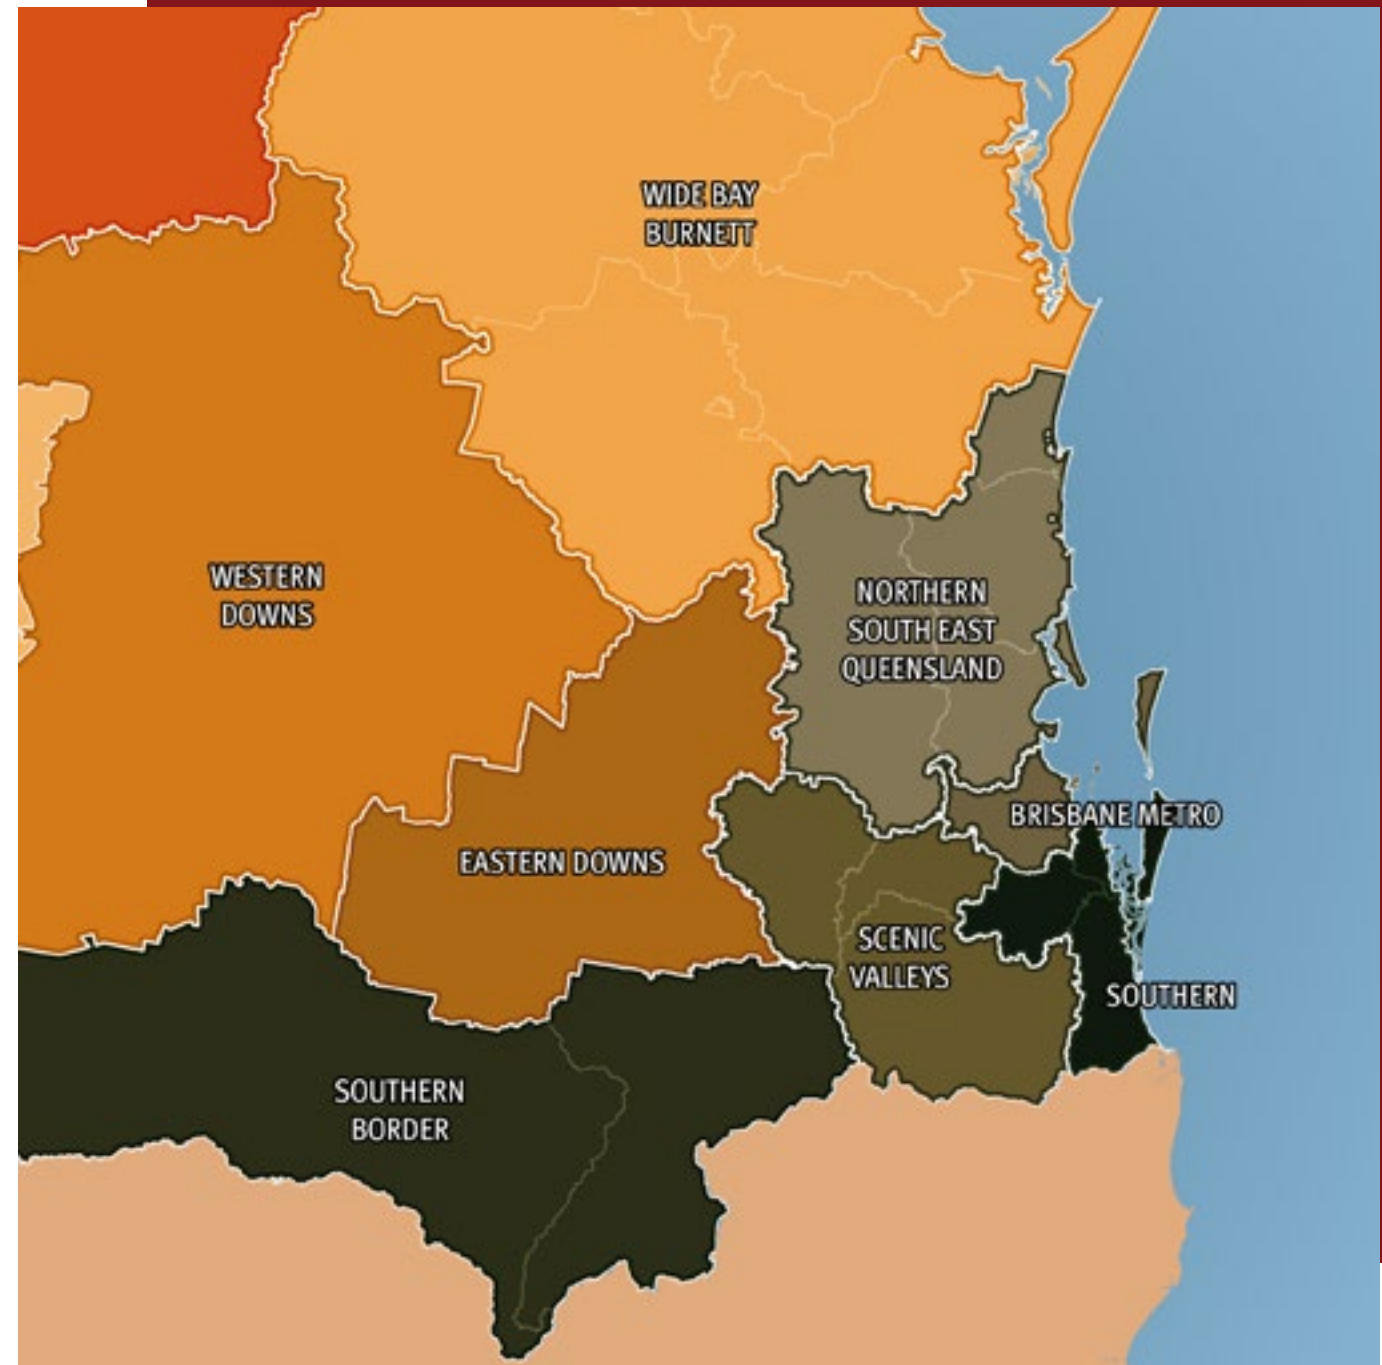 WIDE BAY
BURNETT
WESTERN
DOWNS
NORTHERN
SOUTH EAST
QUEENSLAND
BRISBANE METRO
EASTERN DOWNS
SCENIC
VALLEYS
SOUTHERN
SOUTHERN
BORDER